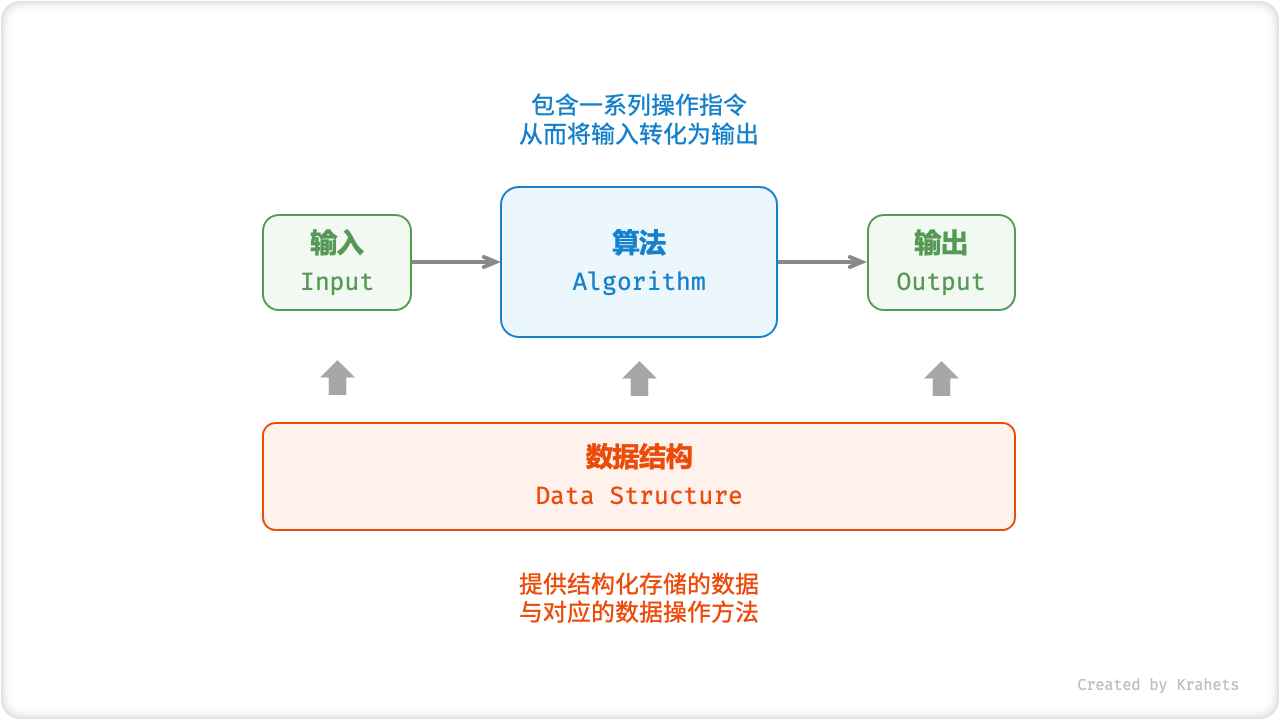 包含一系列操作指令
从而将输入转化为输出
输入
Input
算法
Algorithm
输出
Output
数据结构
Data Structure
提供结构化存储的数据
与对应的数据操作方法
Created by Krahets